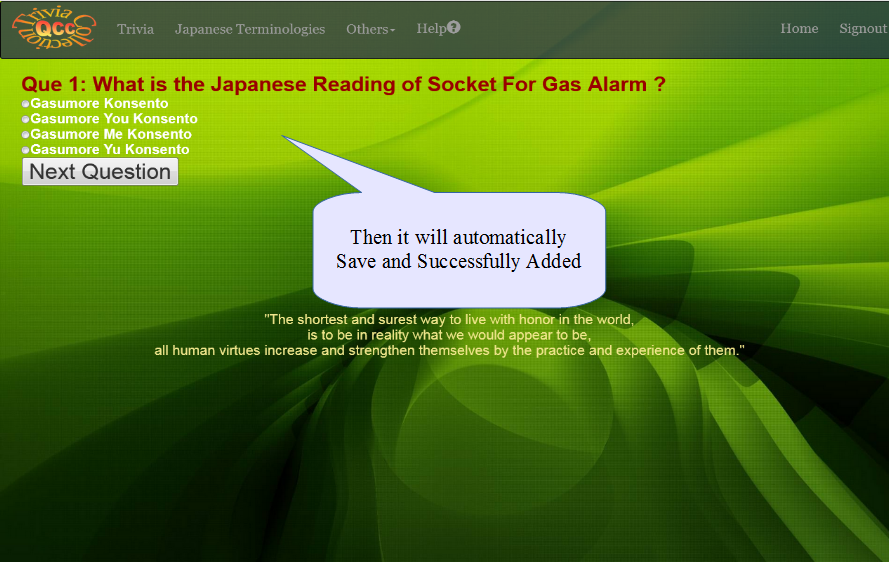 Trivia
QCC
Collection
Trivia Japanese Terminologies Others Help? Home Signout
Que 1: What is the Japanese Reading of Socket For Gas Alarm ?
Gasumore Konsento
Gasumore You Konsento
Gasumore Me Konsento
Gasumore Yu Konsento
Next Question
Then it will automatically
Save and Successfully Added
"The shortest and surest way to live with honor in the world,
is to be in reality what we would appear to be,
all human virtues increase and strengthen themselves by the practice and experience of them."